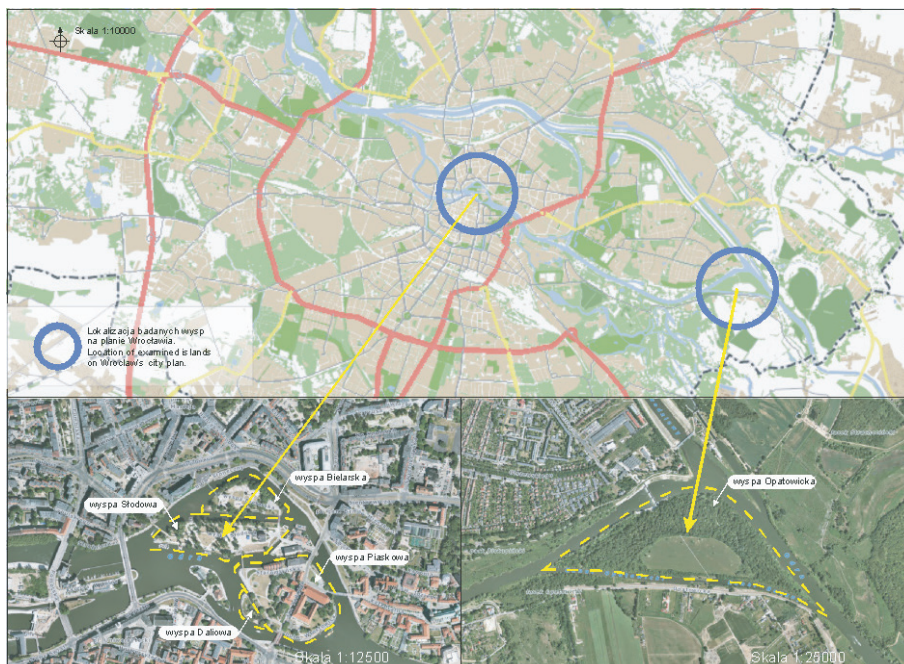 Skala 1:10000
Lokalizacja badanych wysp
na planie Wrocławia.
Location of examined islands
on Wrocław's city plan.
wyspa Bielarska
wyspa Słodowa
wyspa Piaskowa
wyspa Daliowa
Skala 1:12500
wyspa Opatowicka
Skala 1:25000